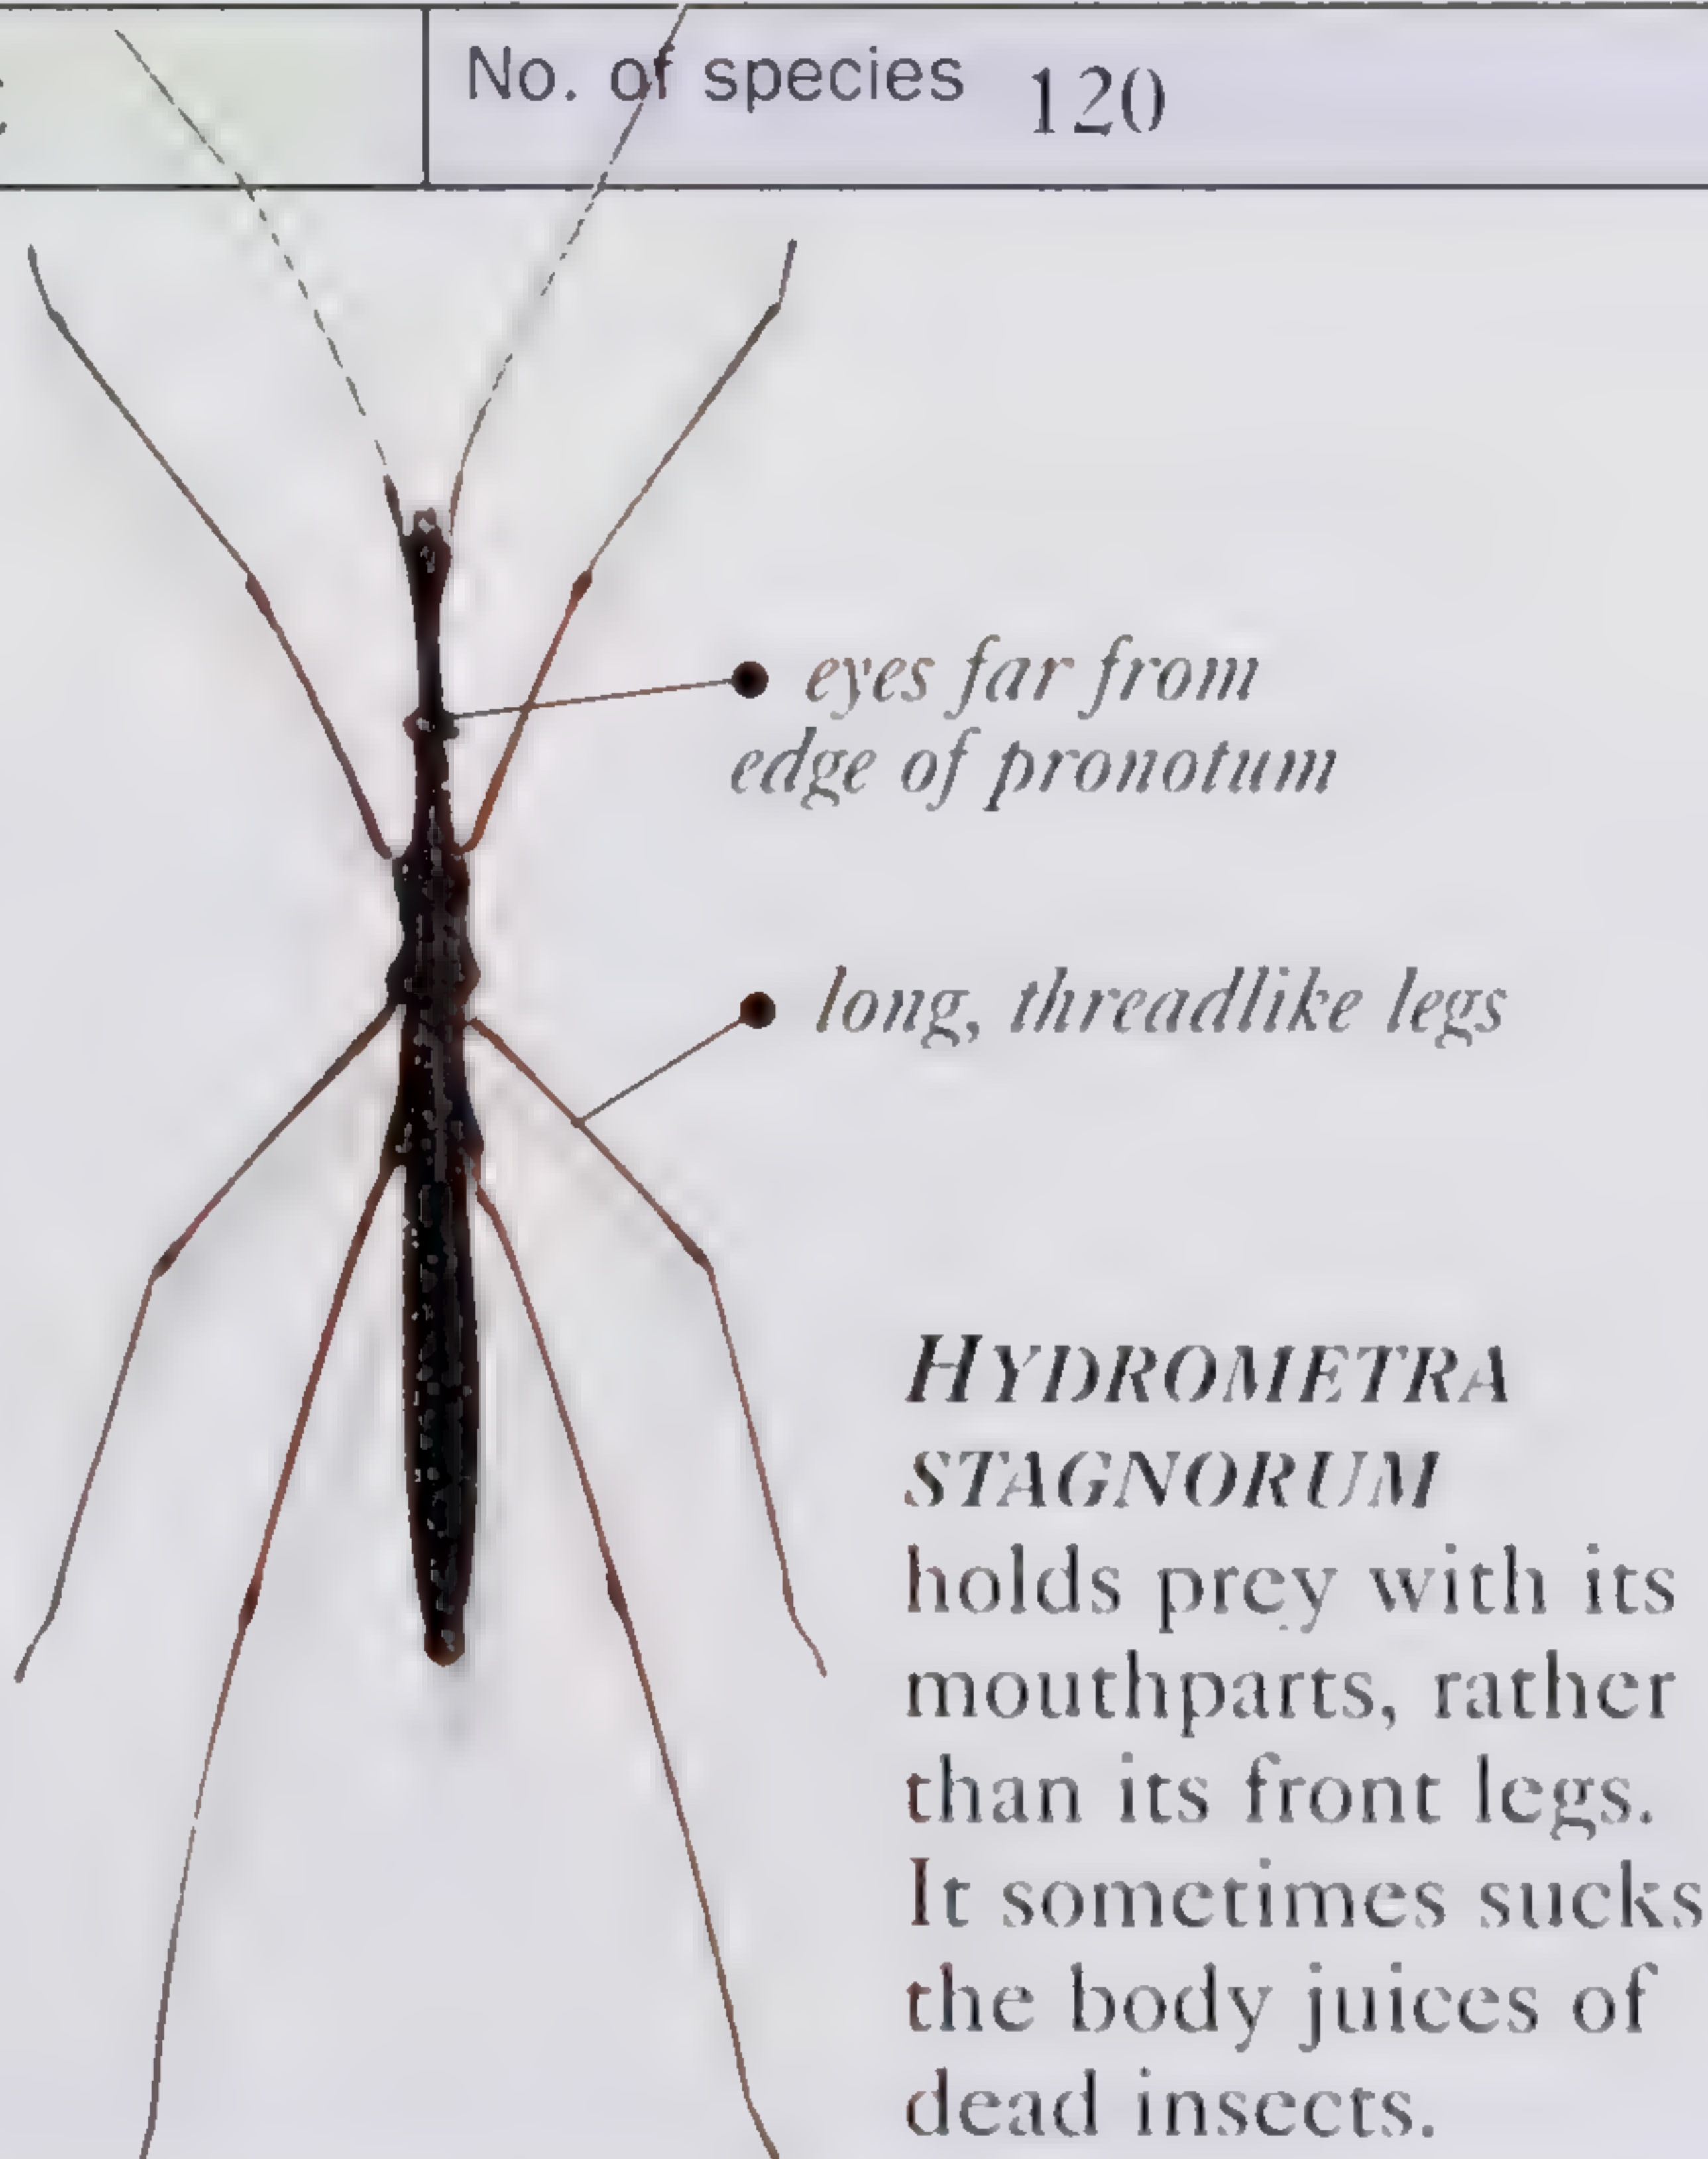 No. of species 120
eyes far from
edge of pronotum
long, threadlike legs
HYDROMETRA
STAGNORUM
holds prey with its
mouthparts, rather
than its front legs.
It sometimes sucks
the body juices of
dead insects.